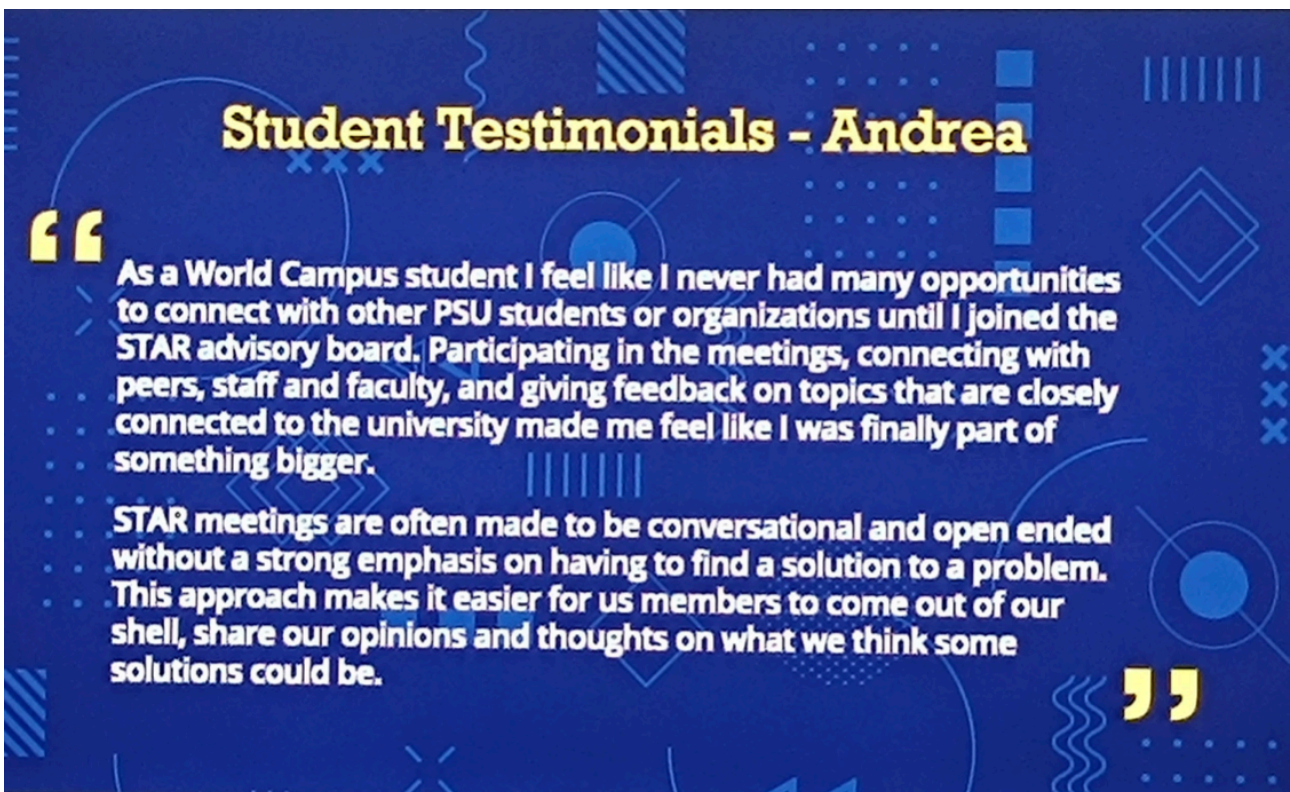 Student Testimonials - Andrea
“
As a World Campus student I feel like I never had many opportunities
to connect with other PSU students or organizations until I joined the
STAR advisory board. Participating in the meetings, connecting with
peers, staff and faculty, and giving feedback on topics that are closely
connected to the university made me feel like I was finally part of
something bigger.
STAR meetings are often made to be conversational and open ended
without a strong emphasis on having to find a solution to a problem.
This approach makes it easier for us members to come out of our
shell, share our opinions and thoughts on what we think some
solutions could be.
”